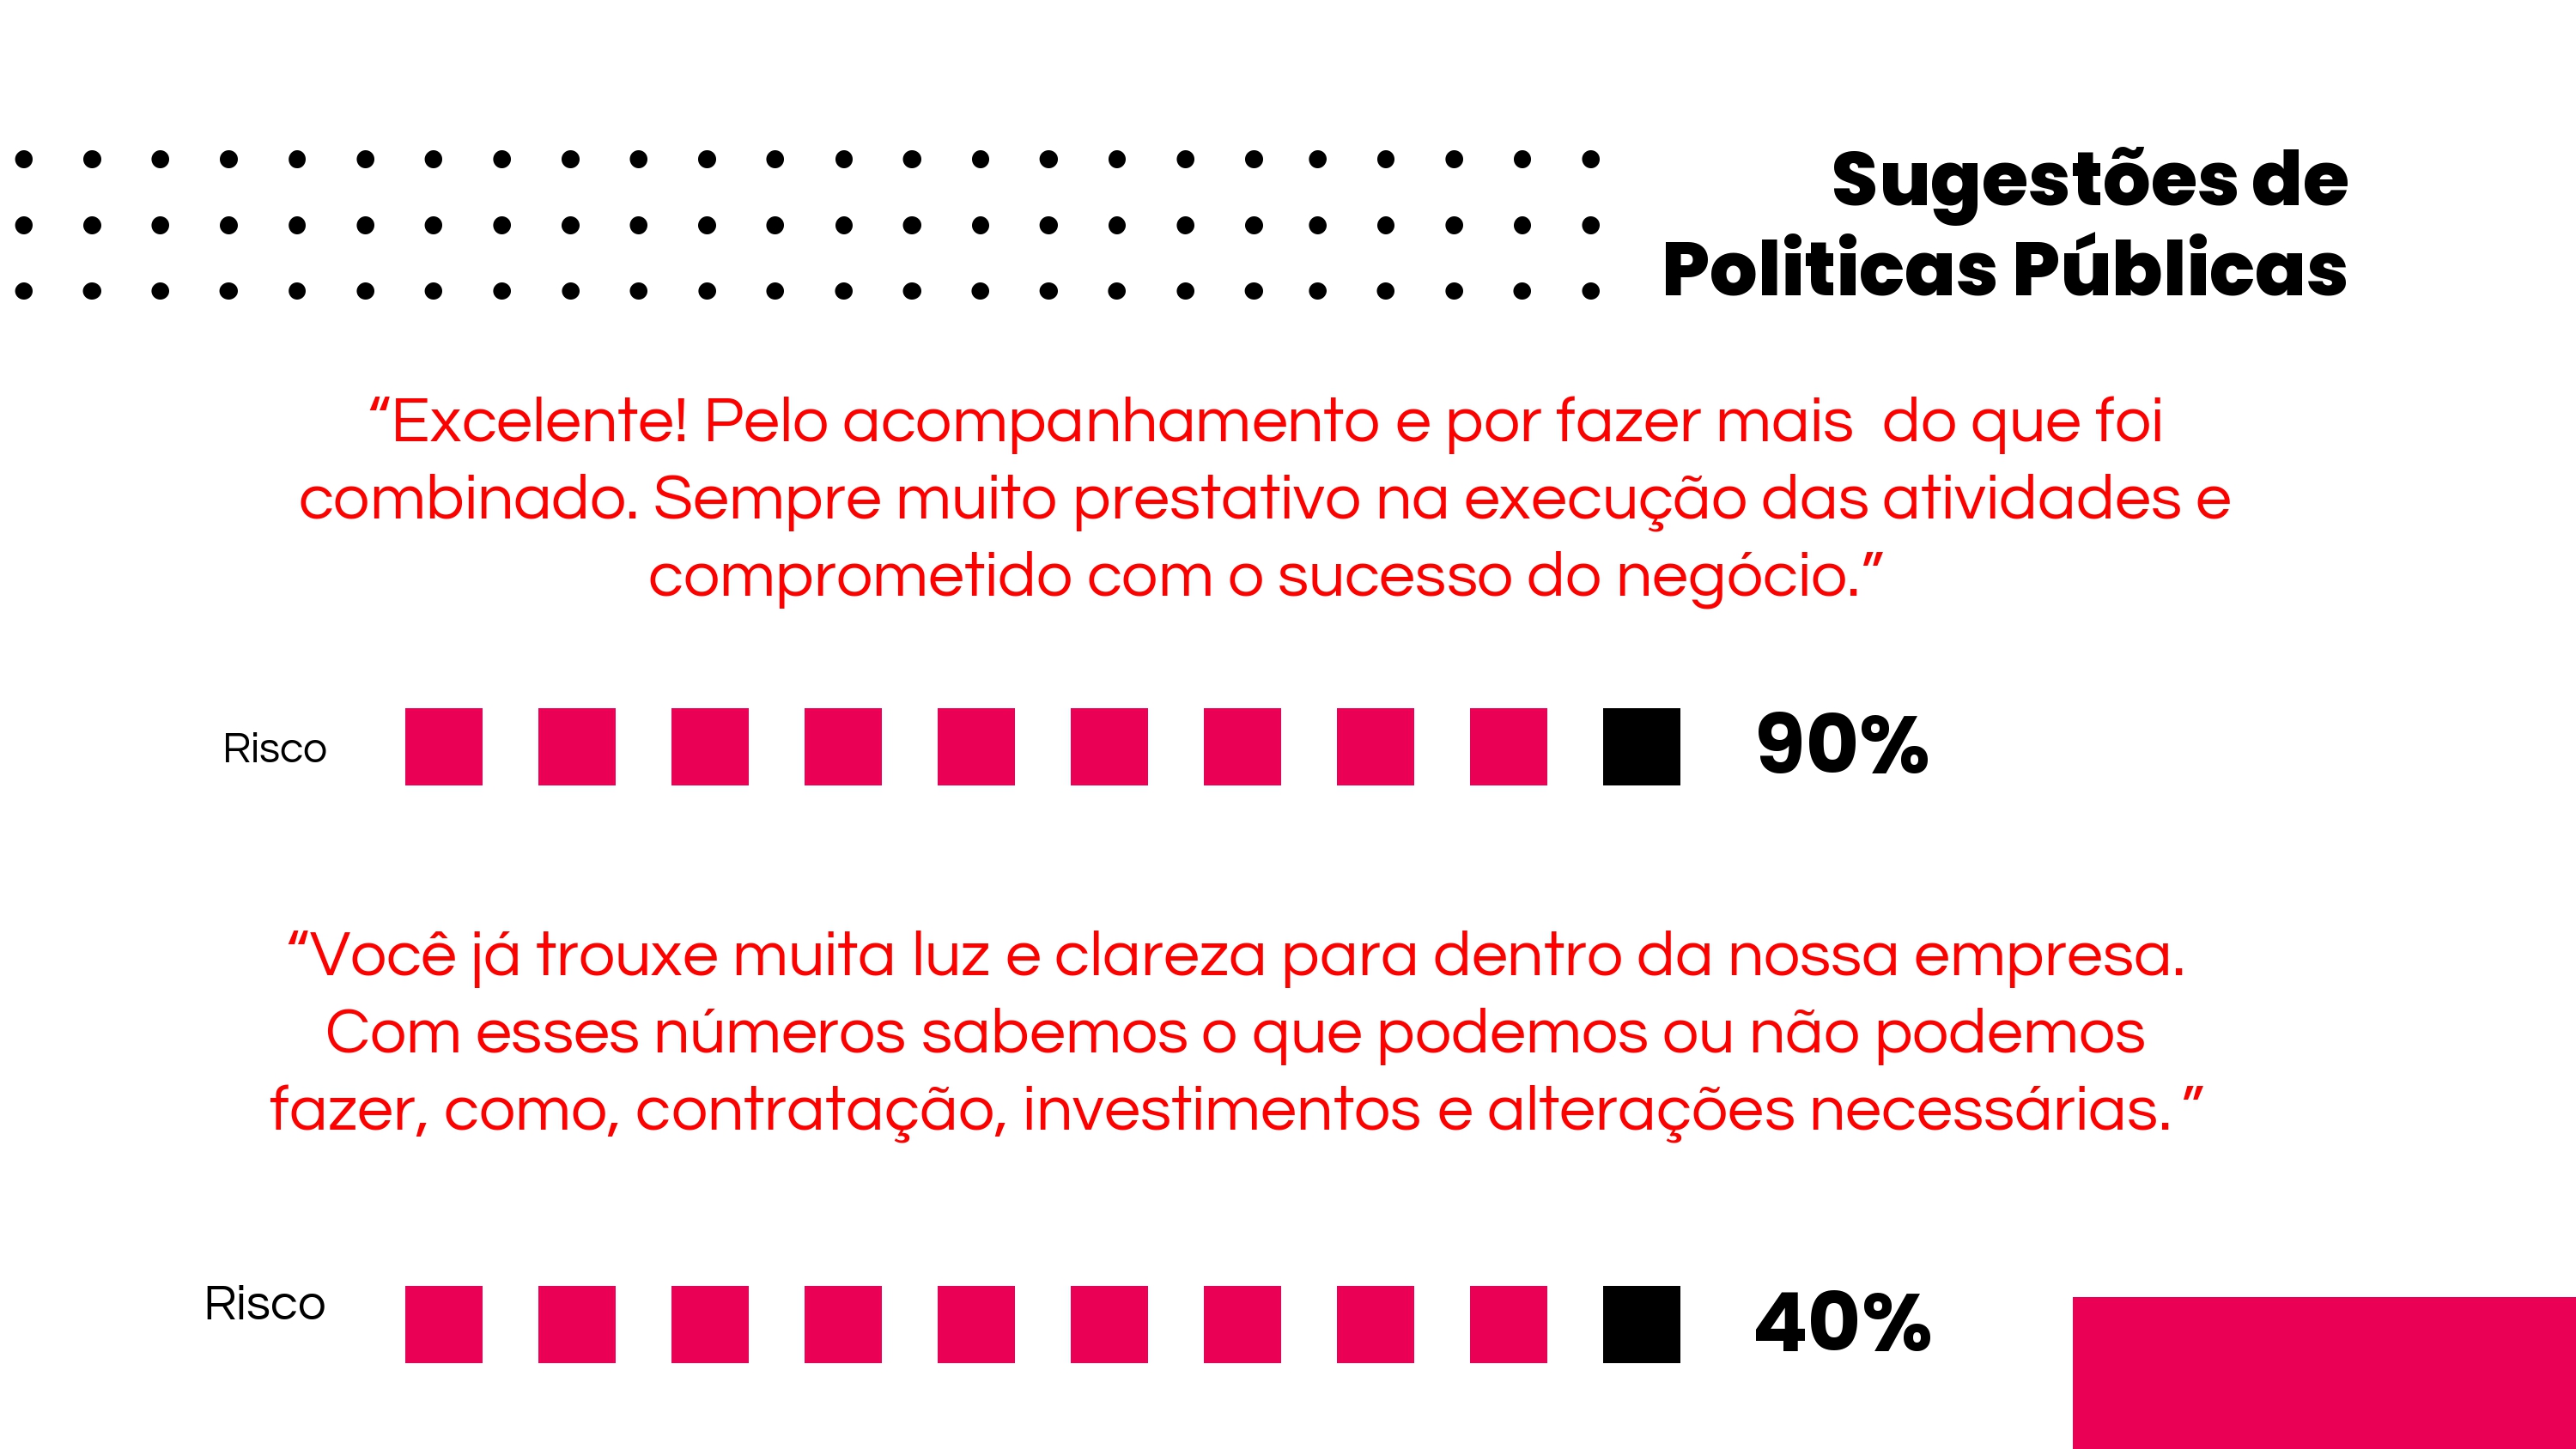 Sugestões de
Politicas Públicas
“Excelente! Pelo acompanhamento e por fazer mais  do que foi
combinado. Sempre muito prestativo na execução das atividades e
comprometido com o sucesso do negócio.”
Risco
90%
“Você já trouxe muita luz e clareza para dentro da nossa empresa.
Com esses números sabemos o que podemos ou não podemos
fazer, como, contratação, investimentos e alterações necessárias. ”
Risco
40%